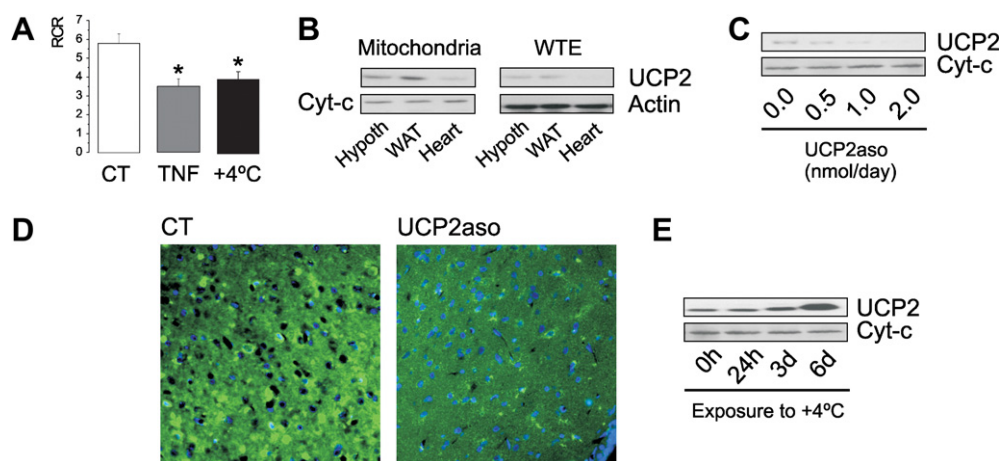 A
RCR
7
6
5
4
3
2
1
0
*
*
CT TNF +4ºC
B
Mitochondria WTE
UCP2
Cyt-c Actin
Hypoth WAT Heart Hypoth WAT Heart
C
UCP2
Cyt-c
0.0 0.5 1.0 2.0
UCP2aso
(nmol/day)
D
CT UCP2aso
E
UCP2
Cyt-c
0h 24h 3d 6d
Exposure to +4ºC